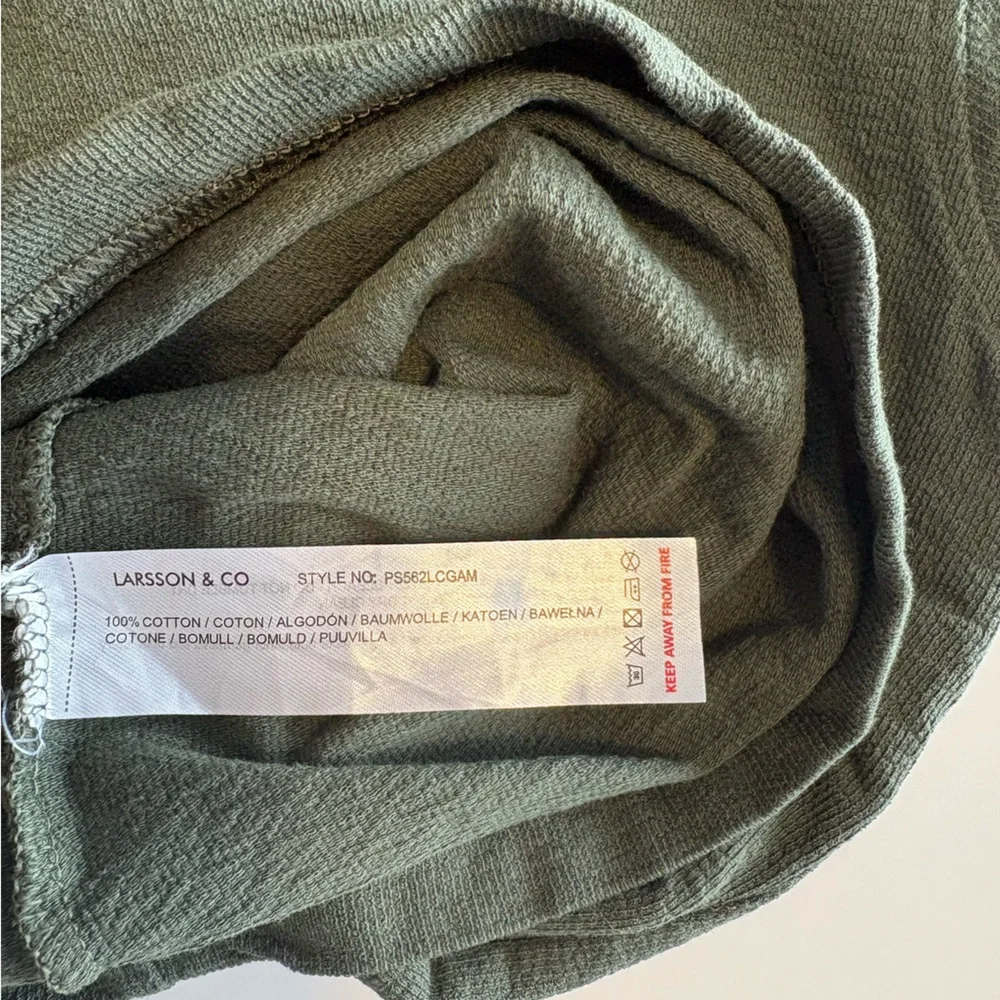 LARSSON & CO STYLE NO: PS562LCGAM
100% COTTON / COTON / ALGODÓN / BAUMWOLLE / KATOEN / BAWEŁNA /
COTONE / BOMULL / BOMULD / PUUVILLA
30
KEEP AWAY FROM FIRE